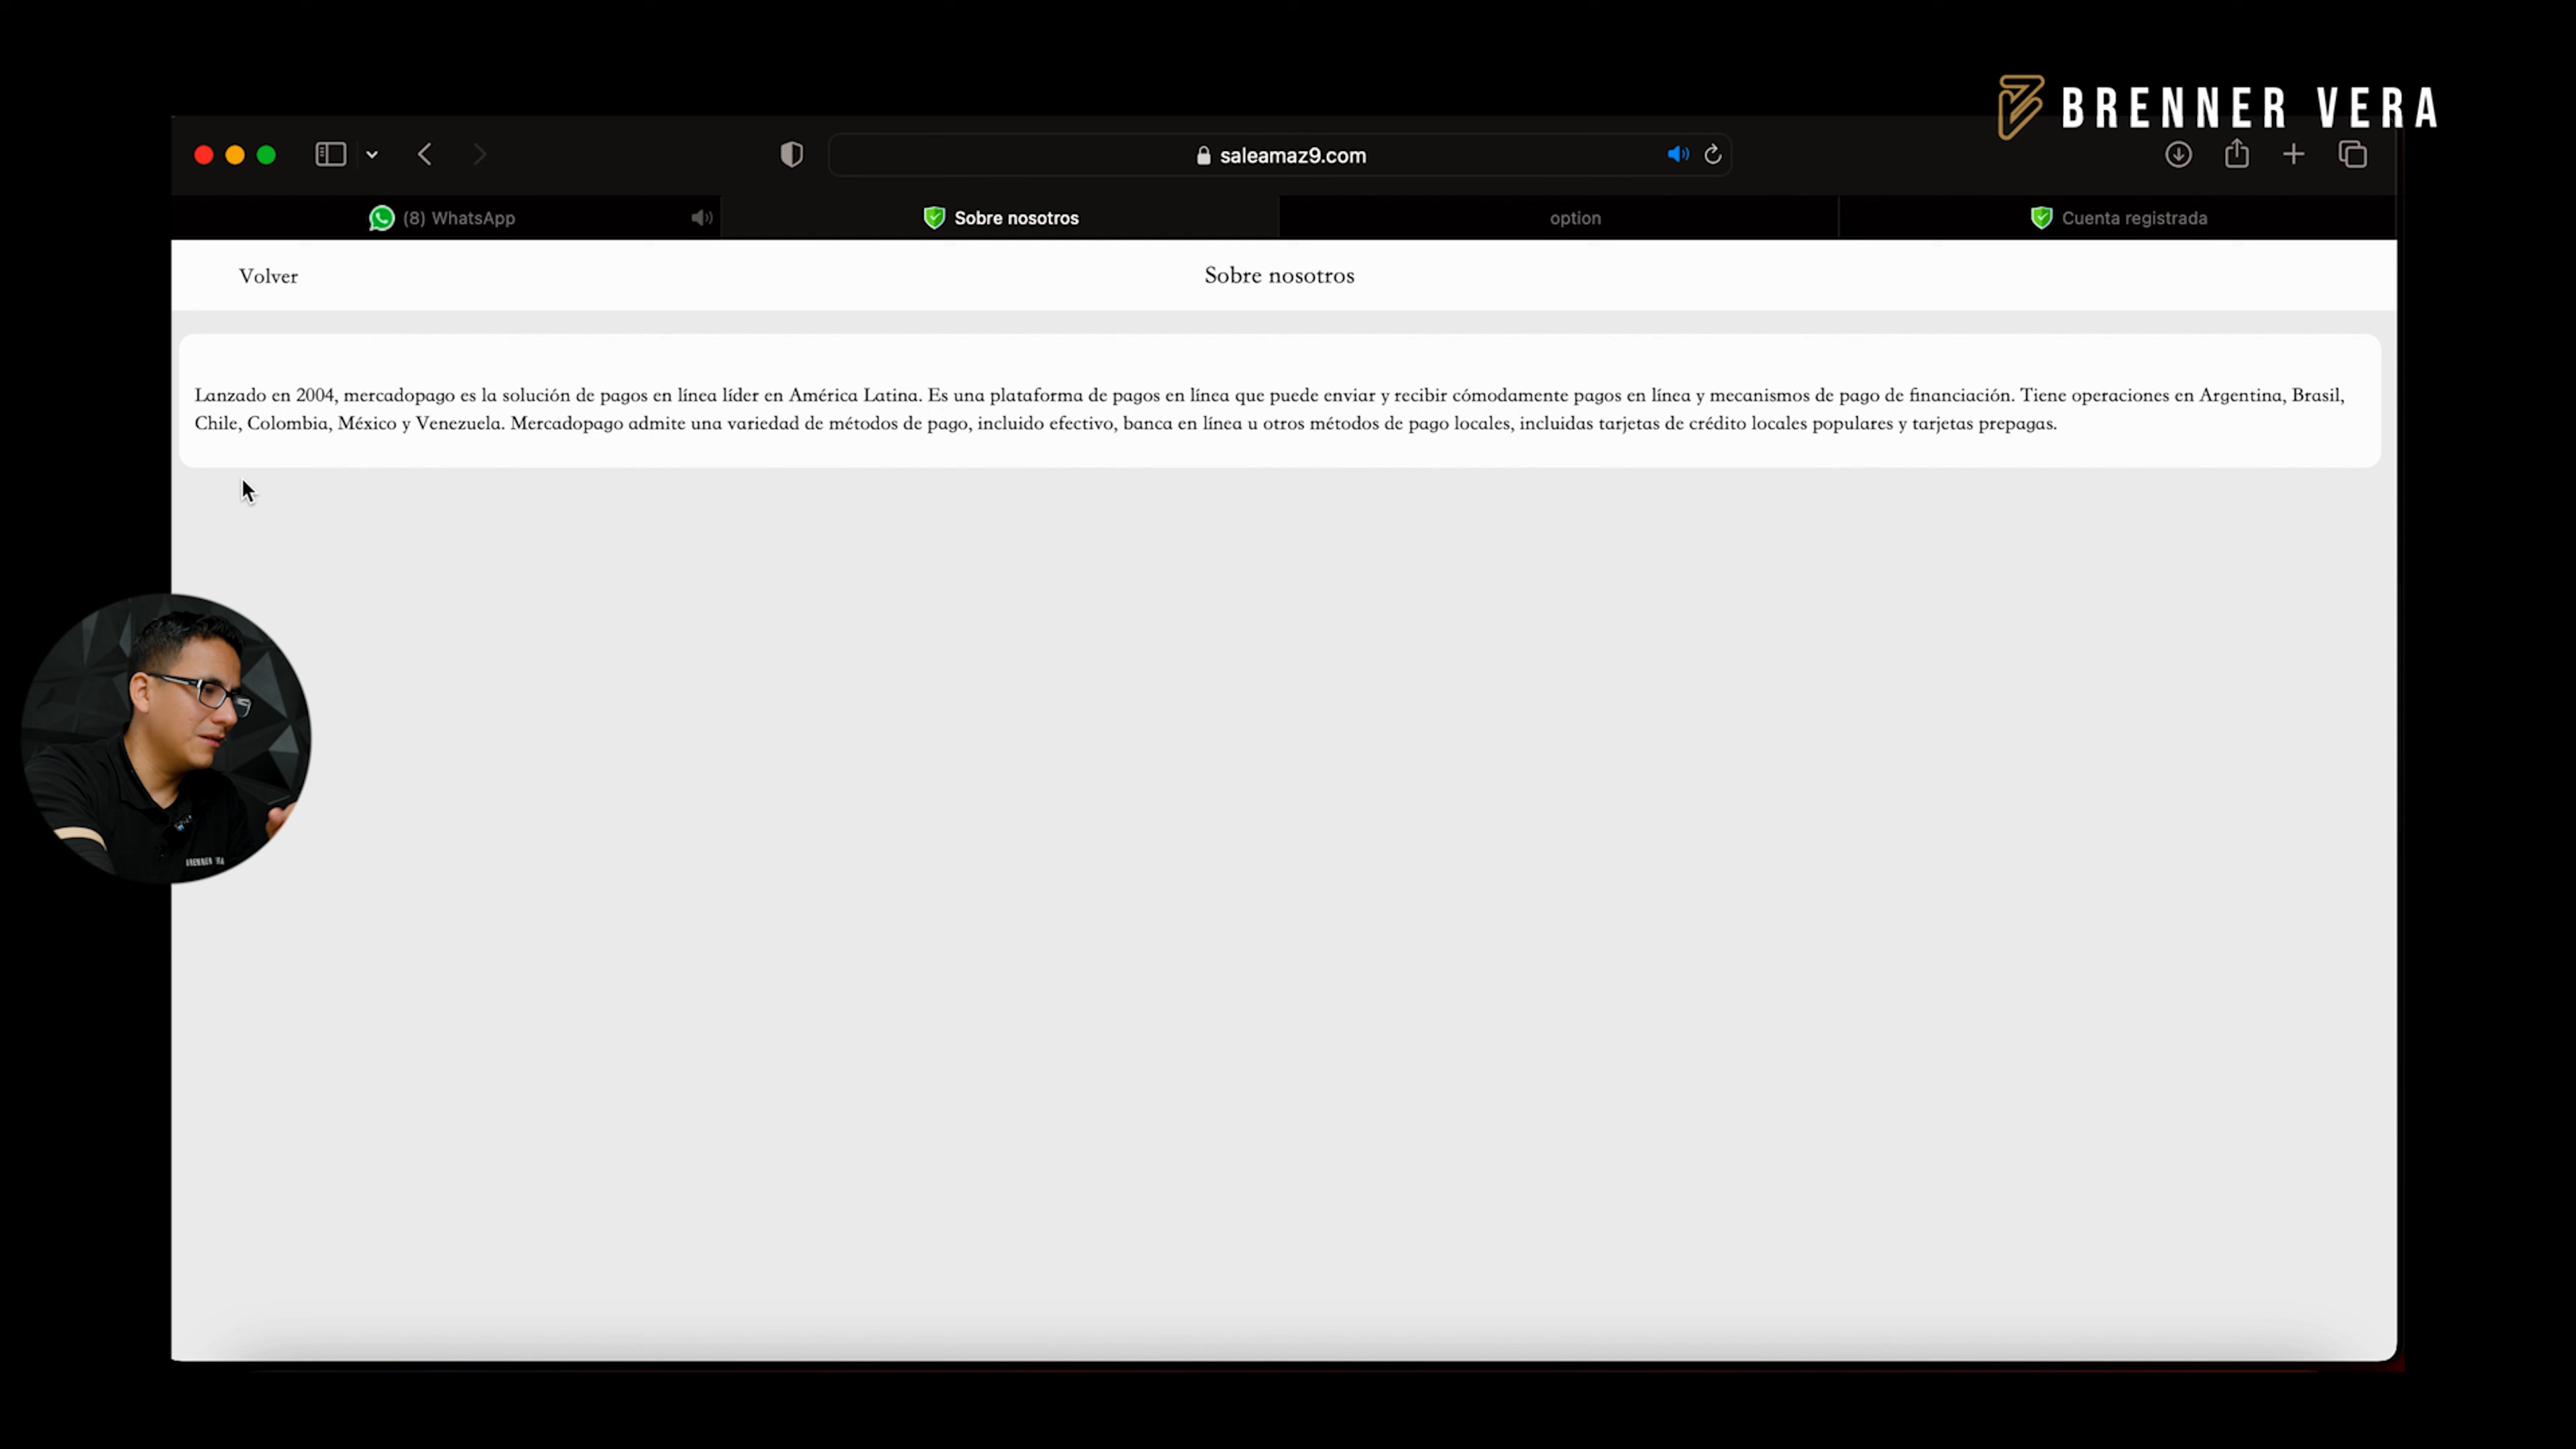 BRENNER VERA
saleamaz9.com
(8) WhatsApp
Sobre nosotros
option
Cuenta registrada
Volver
Sobre nosotros
Lanzado en 2004, mercadopago es la solución de pagos en línea líder en América Latina. Es una plataforma de pagos en línea que puede enviar y recibir cómodamente pagos en línea y mecanismos de pago de financiación. Tiene operaciones en Argentina, Brasil,
Chile, Colombia, México y Venezuela. Mercadopago admite una variedad de métodos de pago, incluido efectivo, banca en línea u otros métodos de pago locales, incluidas tarjetas de crédito locales populares y tarjetas prepagas.
BRENNER